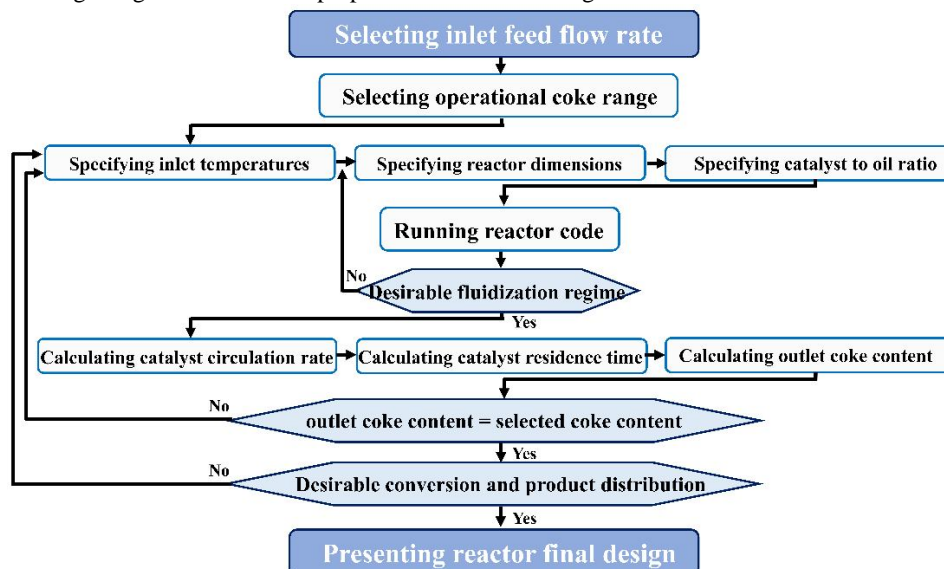 Selecting inlet feed flow rate
Selecting operational coke range
Specifying inlet temperatures
Specifying reactor dimensions
Specifying catalyst to oil ratio
Running reactor code
No
Desirable fluidization regime
Yes
Calculating catalyst circulation rate
Calculating catalyst residence time
Calculating outlet coke content
No
outlet coke content = selected coke content
Yes
No
Desirable conversion and product distribution
Yes
Presenting reactor final design